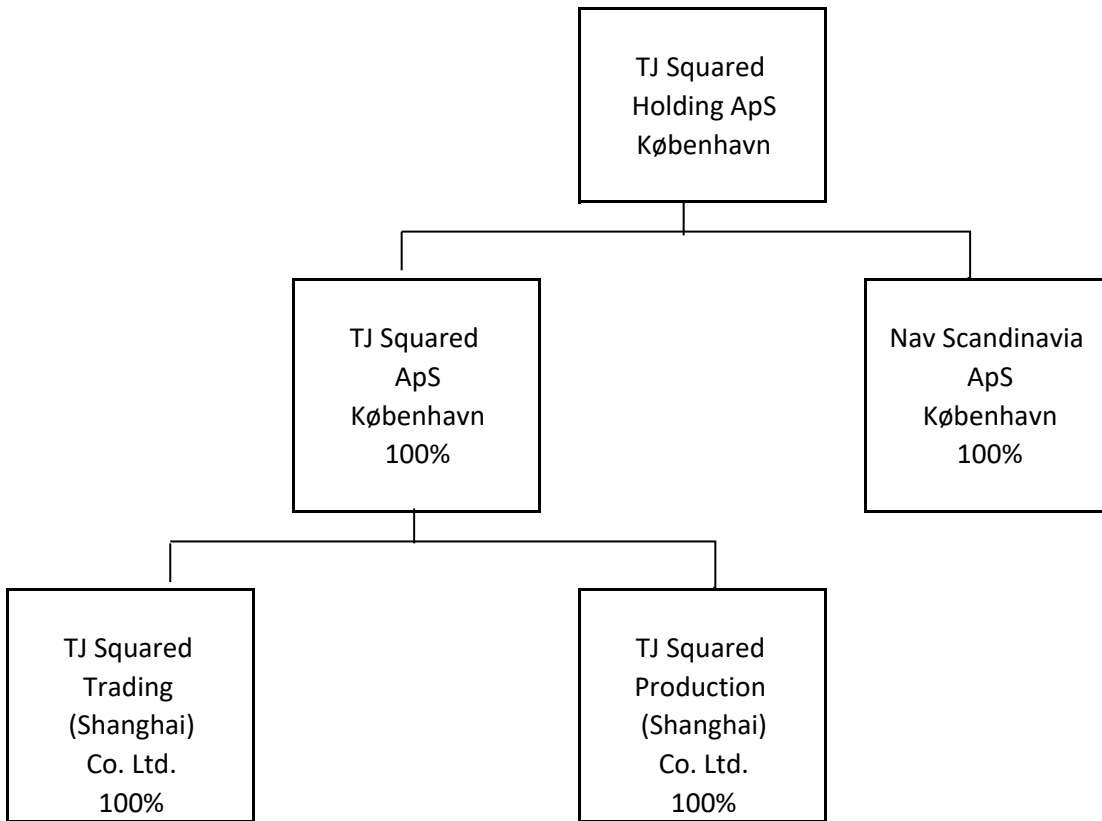 TJ Squared
Holding ApS
København
TJ Squared
ApS
København
100%
Nav Scandinavia
ApS
København
100%
TJ Squared
Trading
(Shanghai)
Co. Ltd.
100%
TJ Squared
Production
(Shanghai)
Co. Ltd.
100%